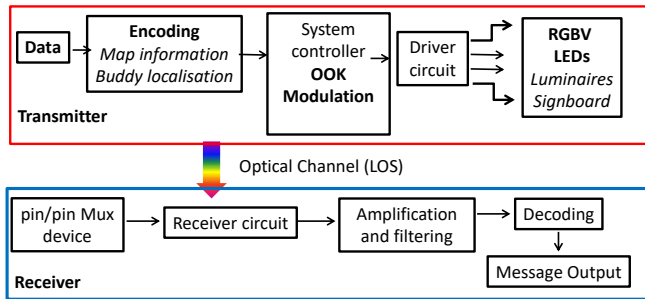 Data
Encoding
Map information
Buddy localisation
System
controller
OOK
Modulation
Driver
circuit
RGBV
LEDs
Luminaires
Signboard
Transmitter
Optical Channel (LOS)
pin/pin Mux
device
Receiver circuit
Amplification
and filtering
Decoding
Message Output
Receiver